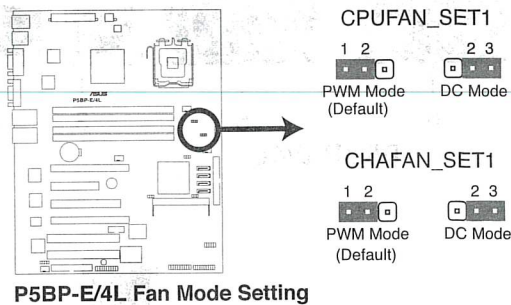 CPUFAN_SET1
1 2
2 3
PWM Mode
(Default)
DC Mode
ASUS
P5BP-E/4L
CHAFAN_SET1
1 2
2 3
PWM Mode
(Default)
DC Mode
P5BP-E/4L Fan Mode Setting